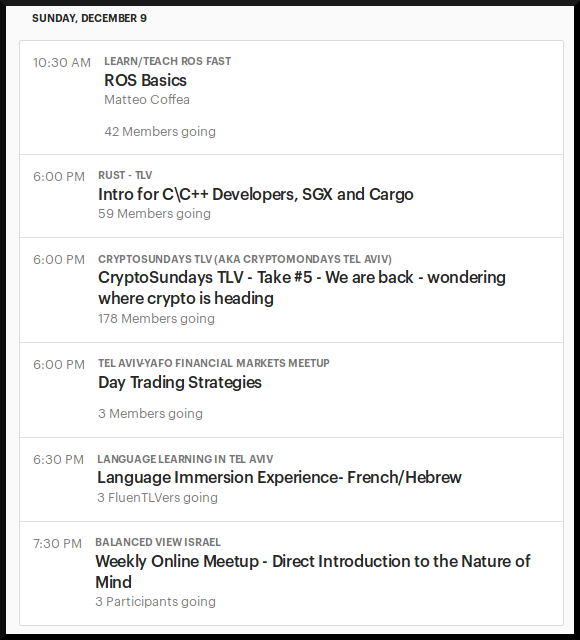 SUNDAY, DECEMBER 9
10:30 AM
LEARN/TEACH ROS FAST
ROS Basics
Matteo Coffea
42 Members going
6:00 PM
RUST - TLV
Intro for C\C++ Developers, SGX and Cargo
59 Members going
6:00 PM
CRYPTOSUNDAYS TLV (AKA CRYPTOMONDAYS TEL AVIV)
CryptoSundays TLV - Take #5 - We are back - wondering
where crypto is heading
178 Members going
6:00 PM
TEL AVIV-YAFO FINANCIAL MARKETS MEETUP
Day Trading Strategies
3 Members going
6:30 PM
LANGUAGE LEARNING IN TEL AVIV
Language Immersion Experience- French/Hebrew
3 FluenTLVers going
7:30 PM
BALANCED VIEW ISRAEL
Weekly Online Meetup - Direct Introduction to the Nature of
Mind
3 Participants going